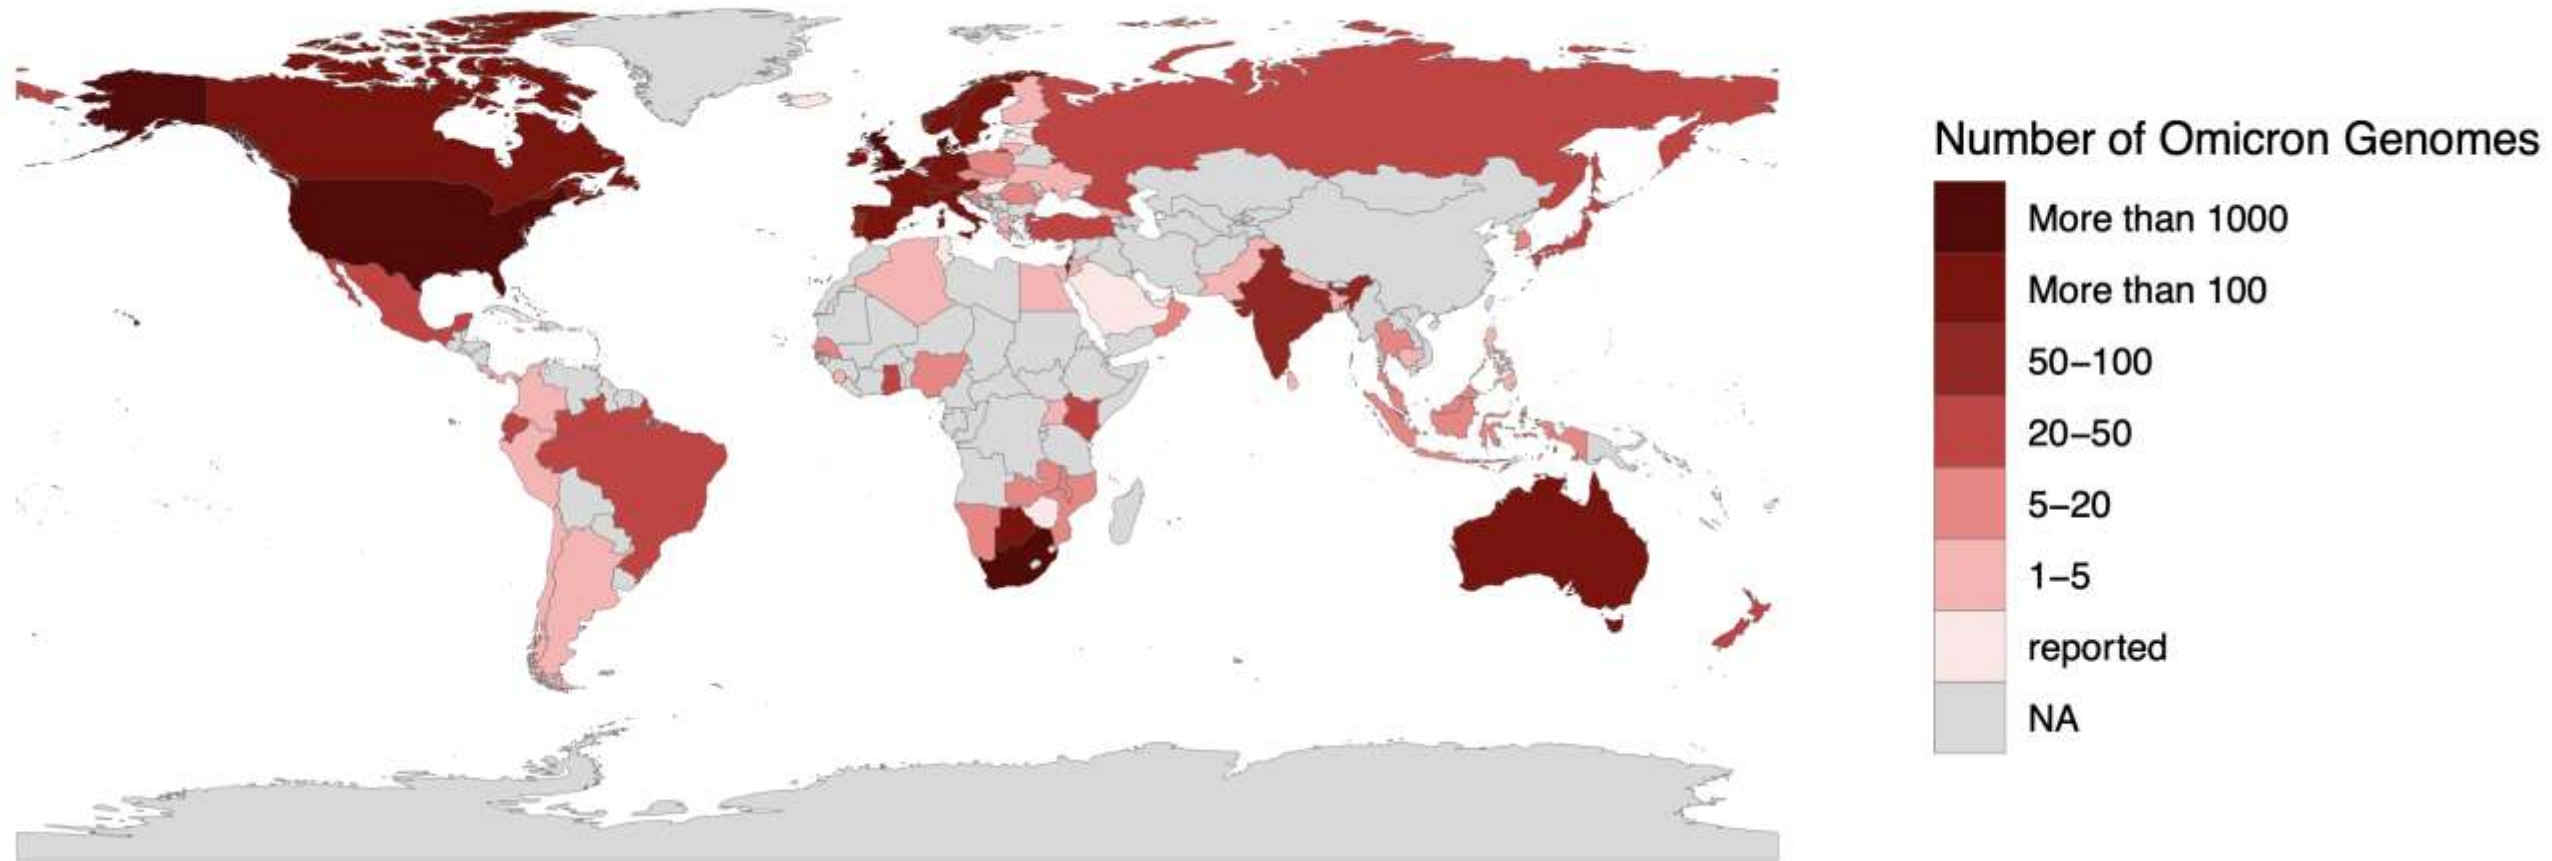 Number of Omicron Genomes
More than 1000
More than 100
50–100
20–50
5–20
1–5
reported
NA